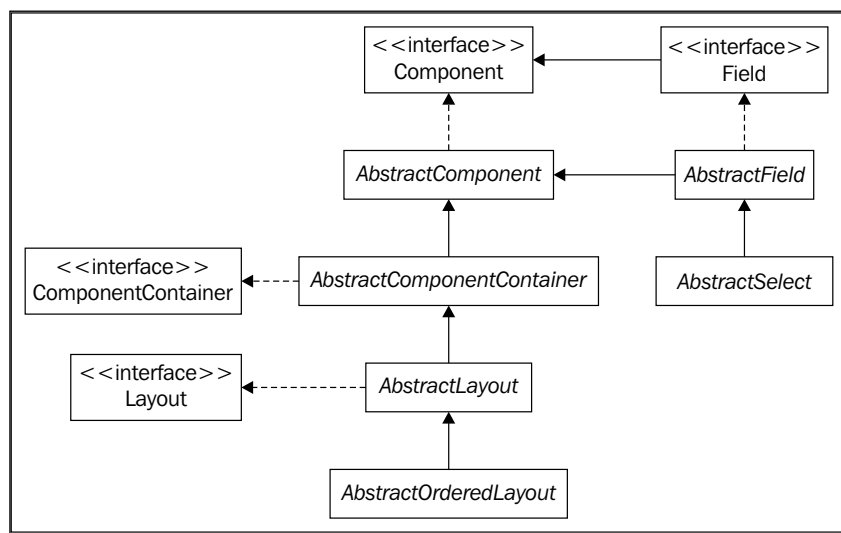 <<interface>>
Component
<<interface>>
Field
AbstractComponent
AbstractField
<<interface>>
ComponentContainer
AbstractComponentContainer
AbstractSelect
<<interface>>
Layout
AbstractLayout
AbstractOrderedLayout